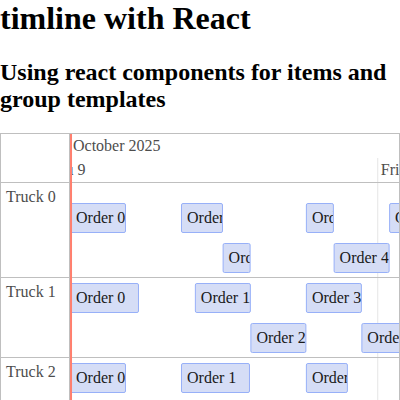 timline with React
Using react components for items and
group templates
October 2025
9
Fri
Truck 0
Order 0
Order
Ord
Ord
Order 4
Truck 1
Order 0
Order 1
Order 3
Order 2
Orde
Truck 2
Order 0
Order 1
Order